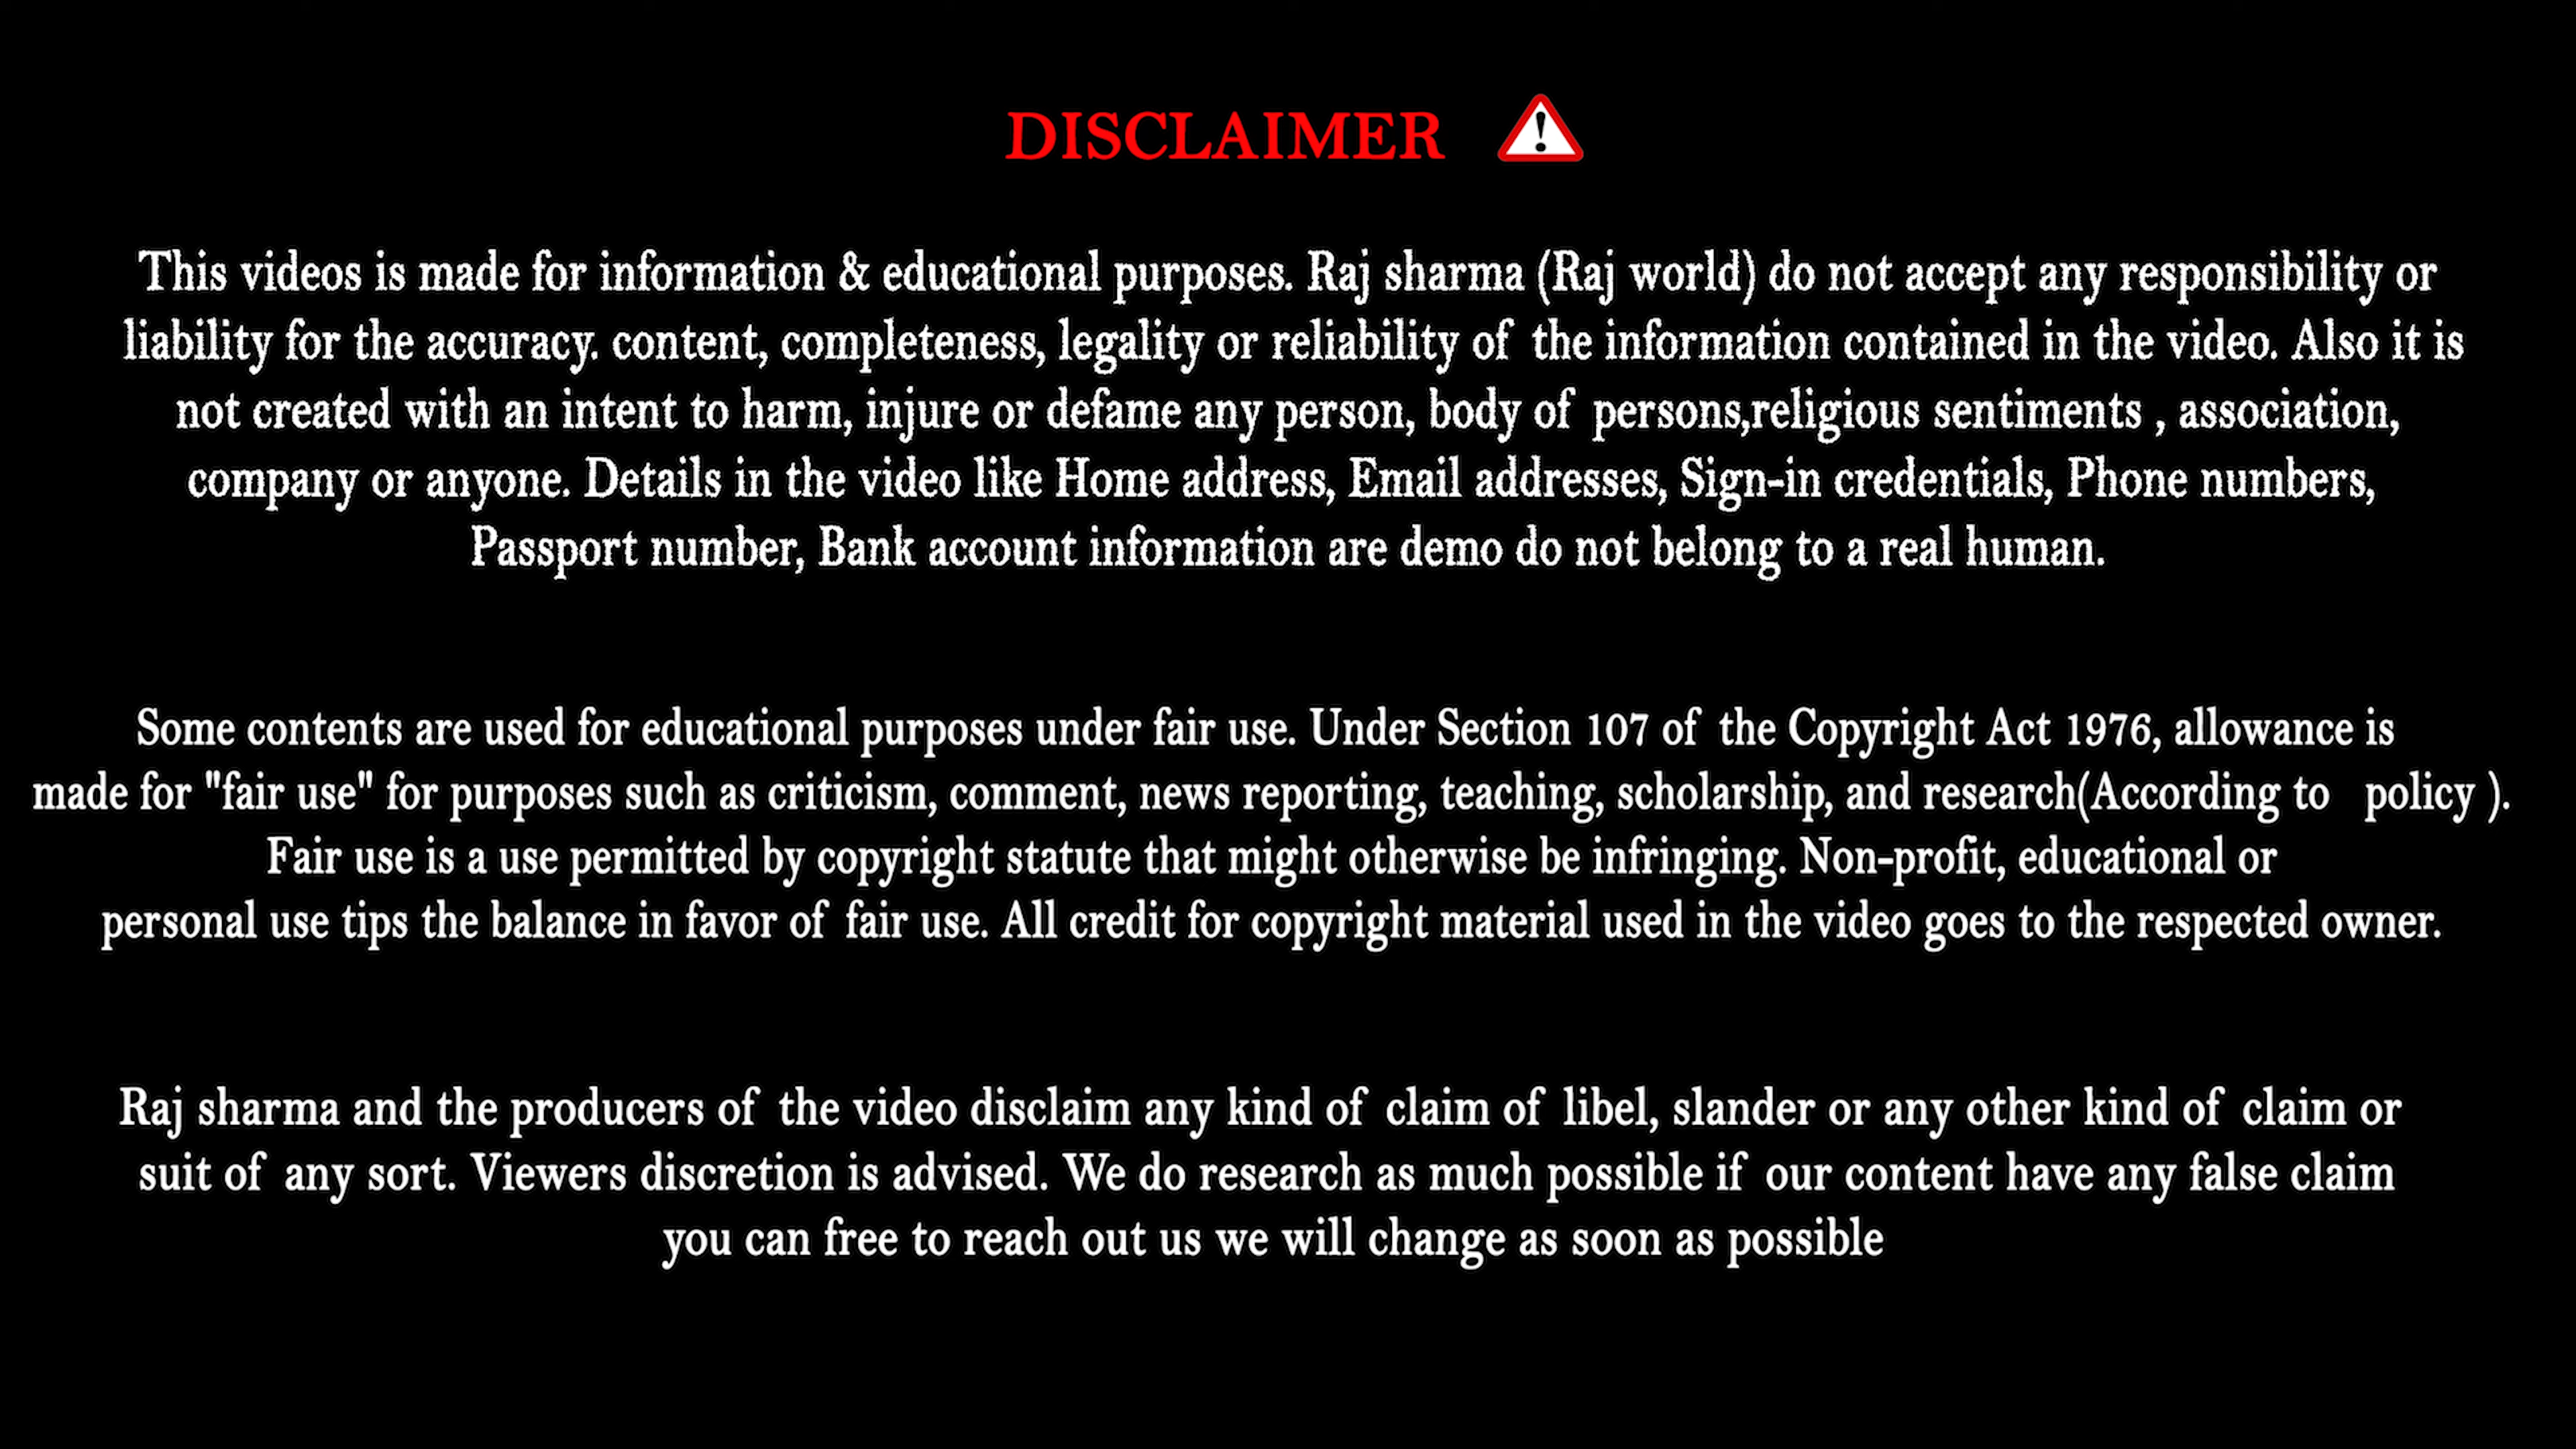 DISCLAIMER
This videos is made for information & educational purposes. Raj sharma (Raj world) do not accept any responsibility or
liability for the accuracy. content, completeness, legality or reliability of the information contained in the video. Also it is
not created with an intent to harm, injure or defame any person, body of persons,religious sentiments , association,
company or anyone. Details in the video like Home address, Email addresses, Sign-in credentials, Phone numbers,
Passport number, Bank account information are demo do not belong to a real human.
Some contents are used for educational purposes under fair use. Under Section 107 of the Copyright Act 1976, allowance is
made for "fair use" for purposes such as criticism, comment, news reporting, teaching, scholarship, and research(According to policy ).
Fair use is a use permitted by copyright statute that might otherwise be infringing. Non-profit, educational or
personal use tips the balance in favor of fair use. All credit for copyright material used in the video goes to the respected owner.
Raj sharma and the producers of the video disclaim any kind of claim of libel, slander or any other kind of claim or
suit of any sort. Viewers discretion is advised. We do research as much possible if our content have any false claim
you can free to reach out us we will change as soon as possible